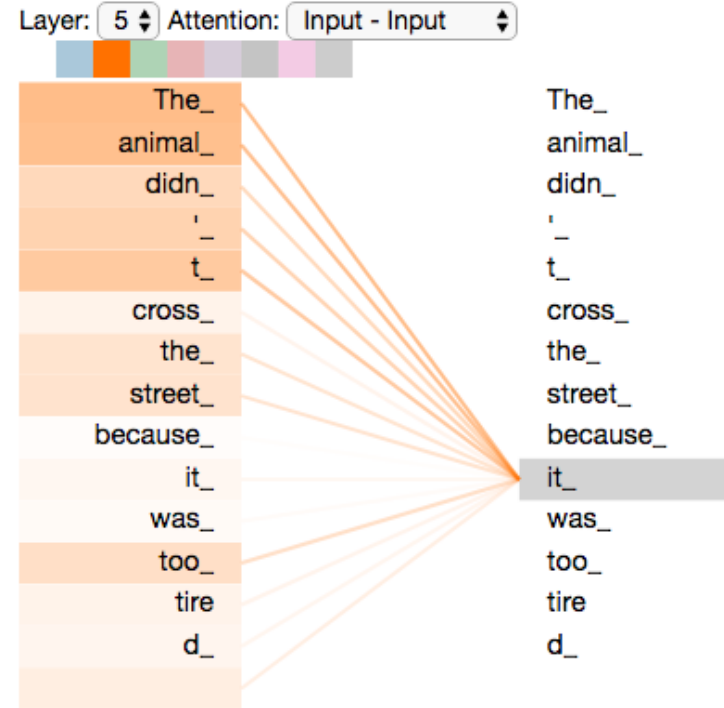 Layer: 5 Attention: Input - Input
The_ The_
animal_ animal_
didn_ didn_
'_ '_
t_ t_
cross_ cross_
the_ the_
street_ street_
because_ because_
it_ it_
was_ was_
too_ too_
tire tire
d_ d_